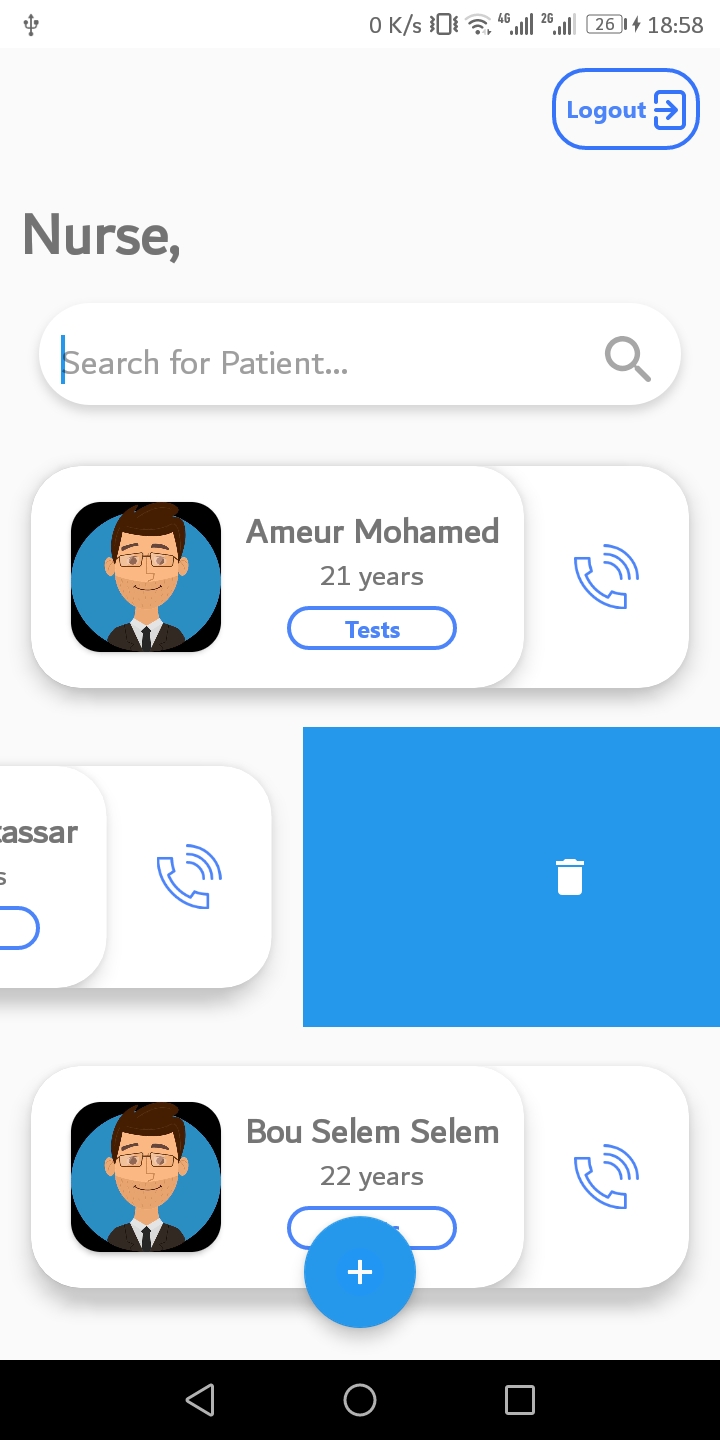 0 K/s 4G 2G 26 18:58
Logout
Nurse,
Search for Patient...
Ameur Mohamed
21 years
Tests
tassar
s
Bou Selem Selem
22 years